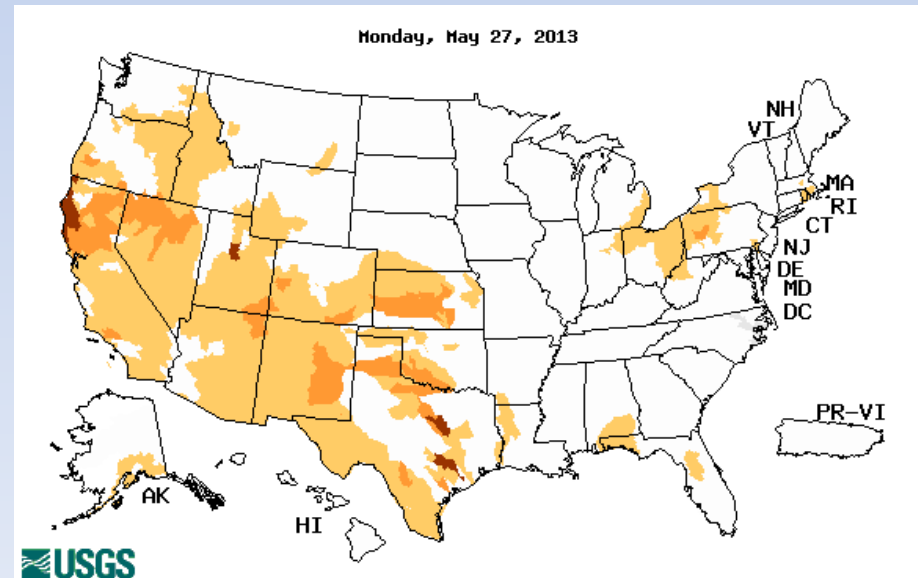 Monday, May 27, 2013
NH
VT
MA
RI
CT
NJ
DE
MD
DC
PR-VI
AK
HI
USGS